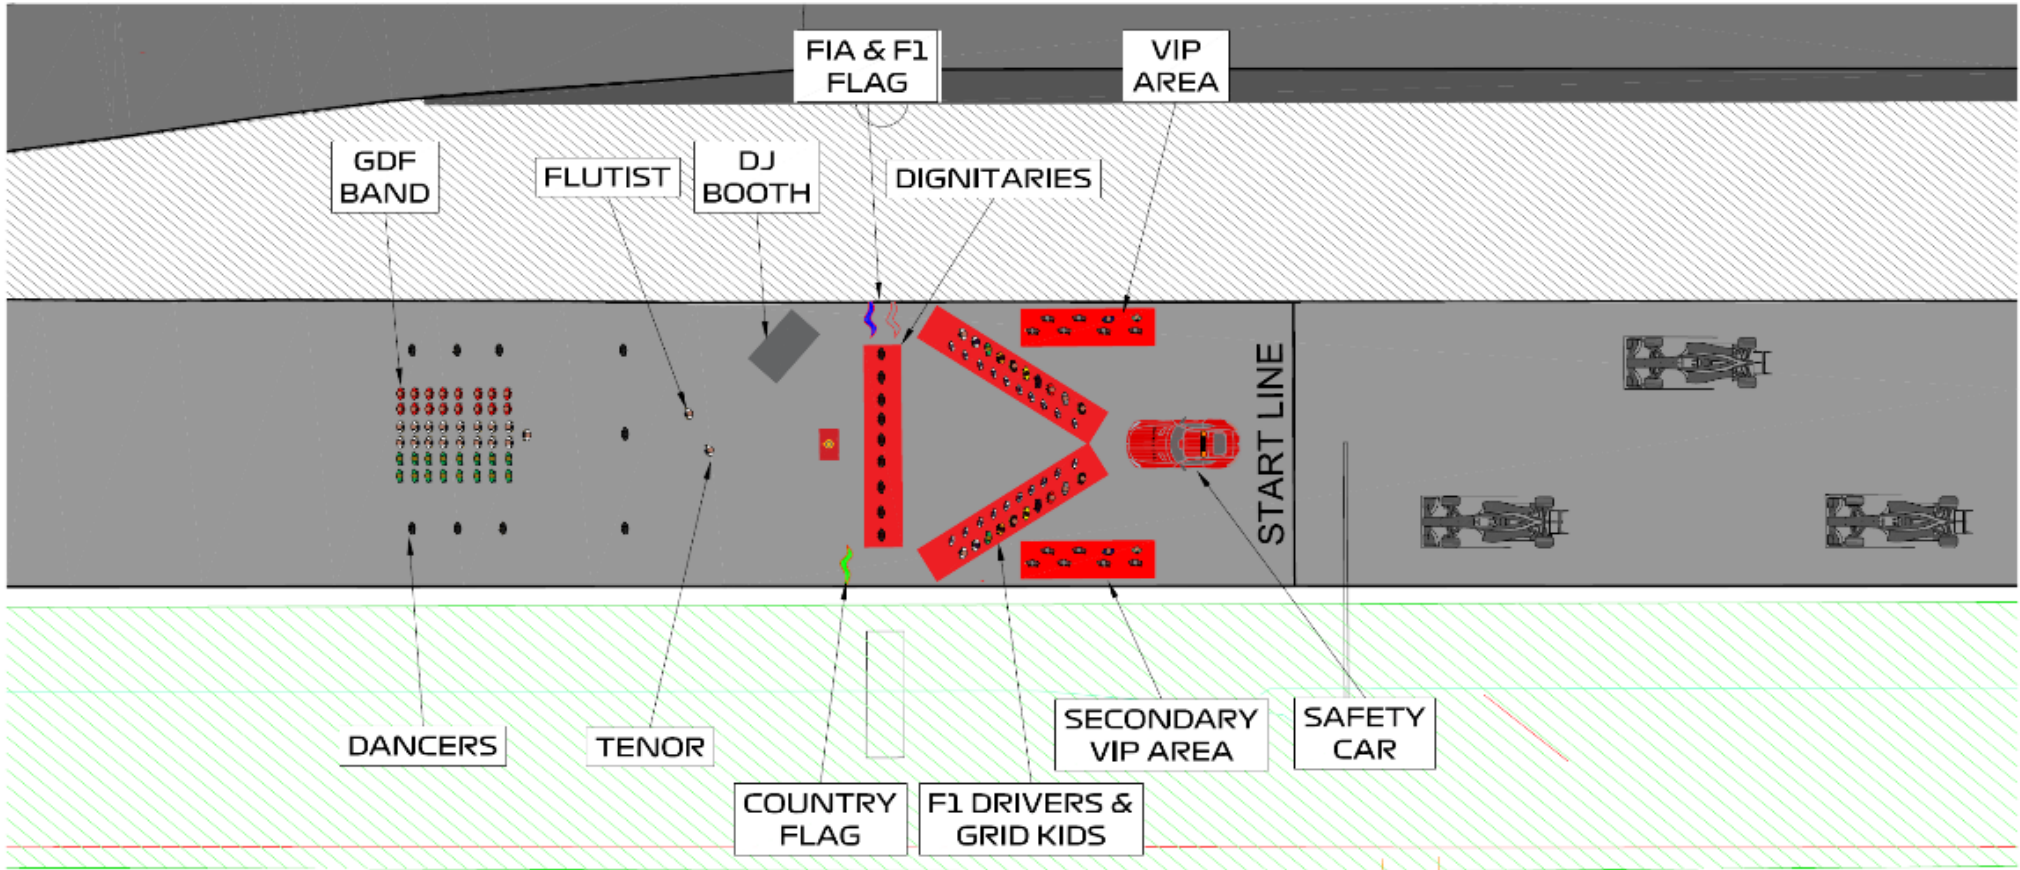 FIA & F1
FLAG
VIP
AREA
GDF
BAND
FLUTIST
DJ
BOOTH
DIGNITARIES
START LINE
DANCERS
TENOR
COUNTRY
FLAG
F1 DRIVERS &
GRID KIDS
SECONDARY
VIP AREA
SAFETY
CAR